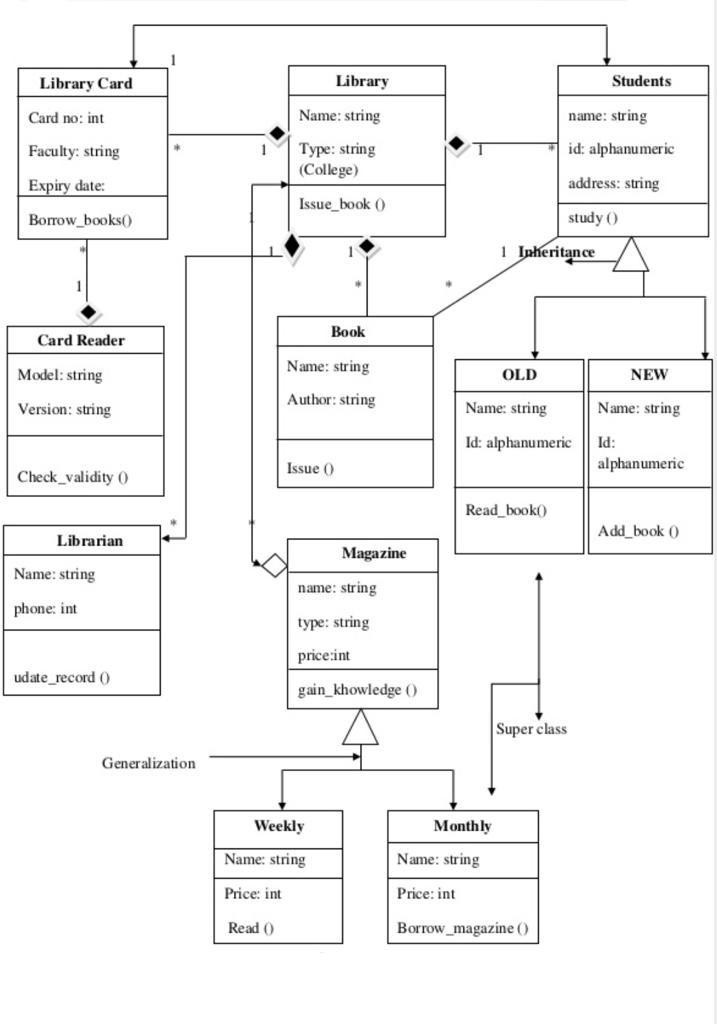 1
Library Card
Card no: int
Faculty: string
Expiry date:
Borrow_books()
*
1
Library
Name: string
Type: string
(College)
Issue_book ()
1
*
Students
name: string
id: alphanumeric
address: string
study ()
1
1
1
*
1
Inheritance
*
*
1
Card Reader
Model: string
Version: string
Check_validity ()
Book
Name: string
Author: string
Issue ()
OLD
Name: string
Id: alphanumeric
Read_book()
NEW
Name: string
Id:
alphanumeric
Add_book ()
*
*
Librarian
Name: string
phone: int
udate_record ()
Magazine
name: string
type: string
price:int
gain_khowledge ()
Super class
Generalization
Weekly
Name: string
Price: int
Read ()
Monthly
Name: string
Price: int
Borrow_magazine ()